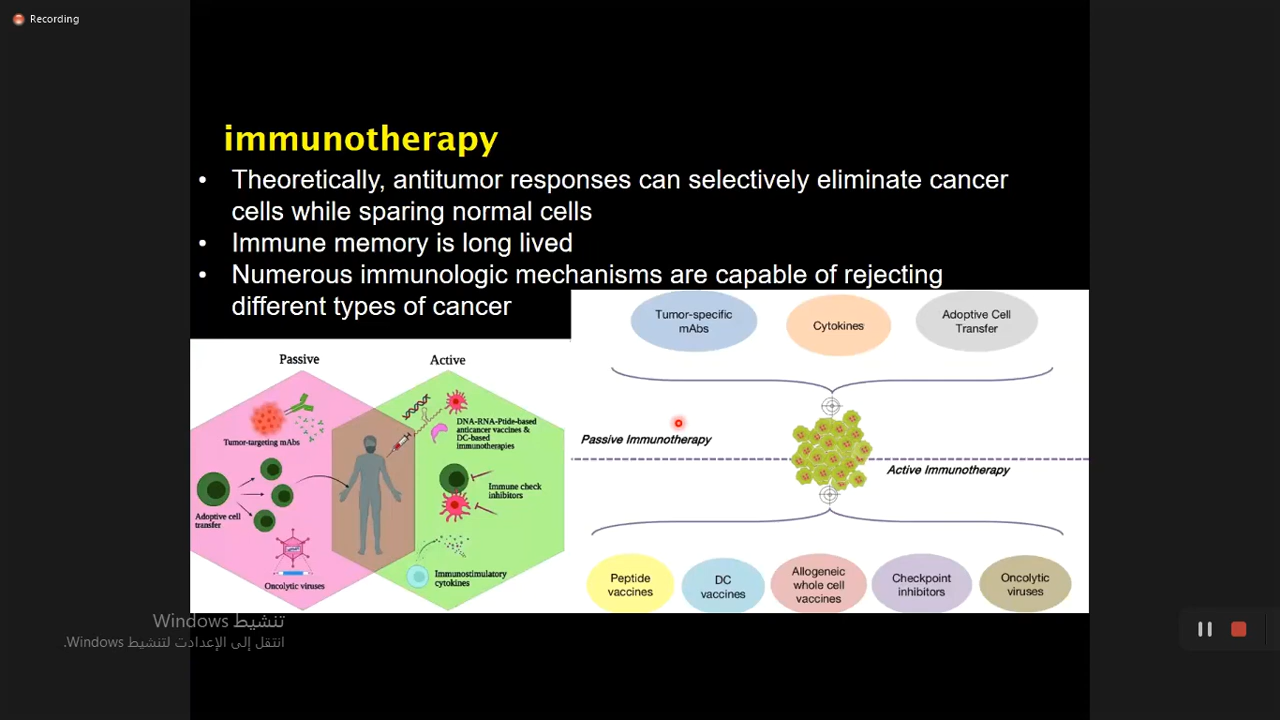 Recording
immunotherapy
• Theoretically, antitumor responses can selectively eliminate cancer
cells while sparing normal cells
• Immune memory is long lived
• Numerous immunologic mechanisms are capable of rejecting
different types of cancer
Passive
Active
Tumor-targeting mAbs
Adoptive cell
transfer
Oncolytic viruses
DNA-RNA-Ptide-based
anticancer vaccines &
DC-based
immunotherapies
Immune check
inhibitors
Immunostimulatory
cytokines
Tumor-specific
mAbs
Cytokines
Adoptive Cell
Transfer
Passive Immunotherapy
Active Immunotherapy
Peptide
vaccines
DC
vaccines
Allogeneic
whole cell
vaccines
Checkpoint
inhibitors
Oncolytic
viruses
تنشيط Windows
انتقل إلى الإعدادات لتنشيط Windows.